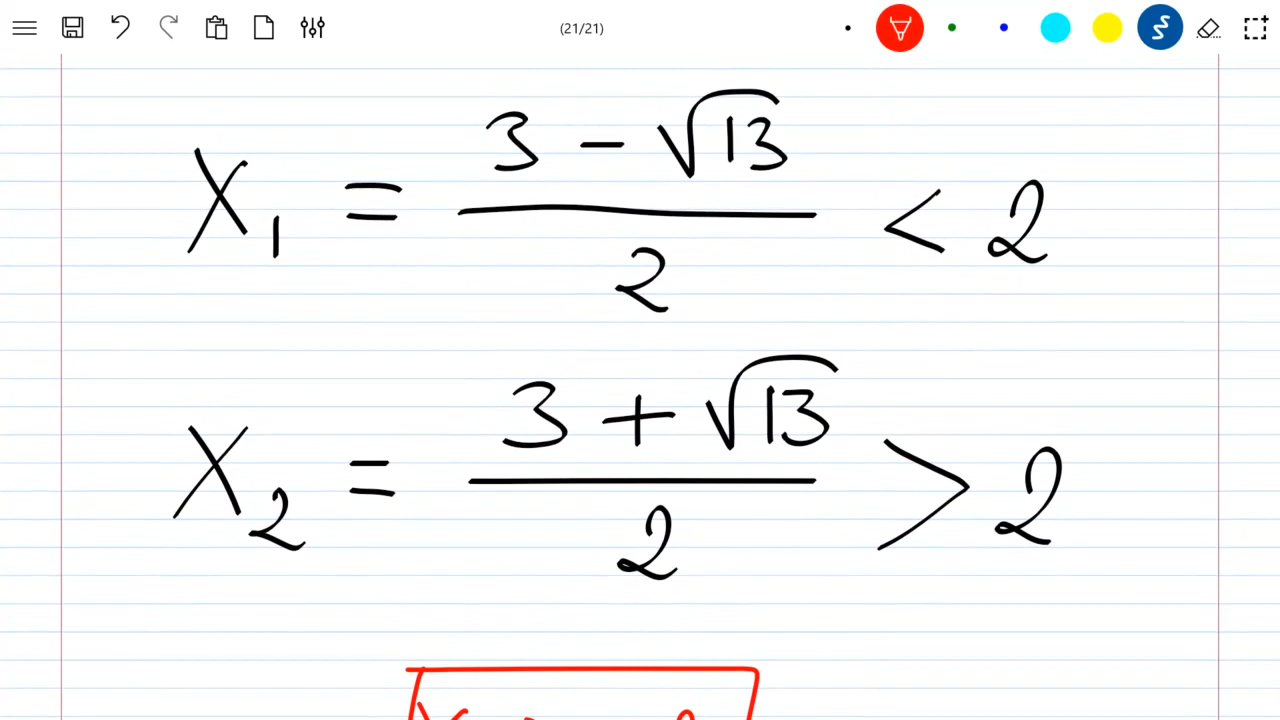 (21/21)
X₁ = (3 − √13)/2 < 2
X₂ = (3 + √13)/2 > 2